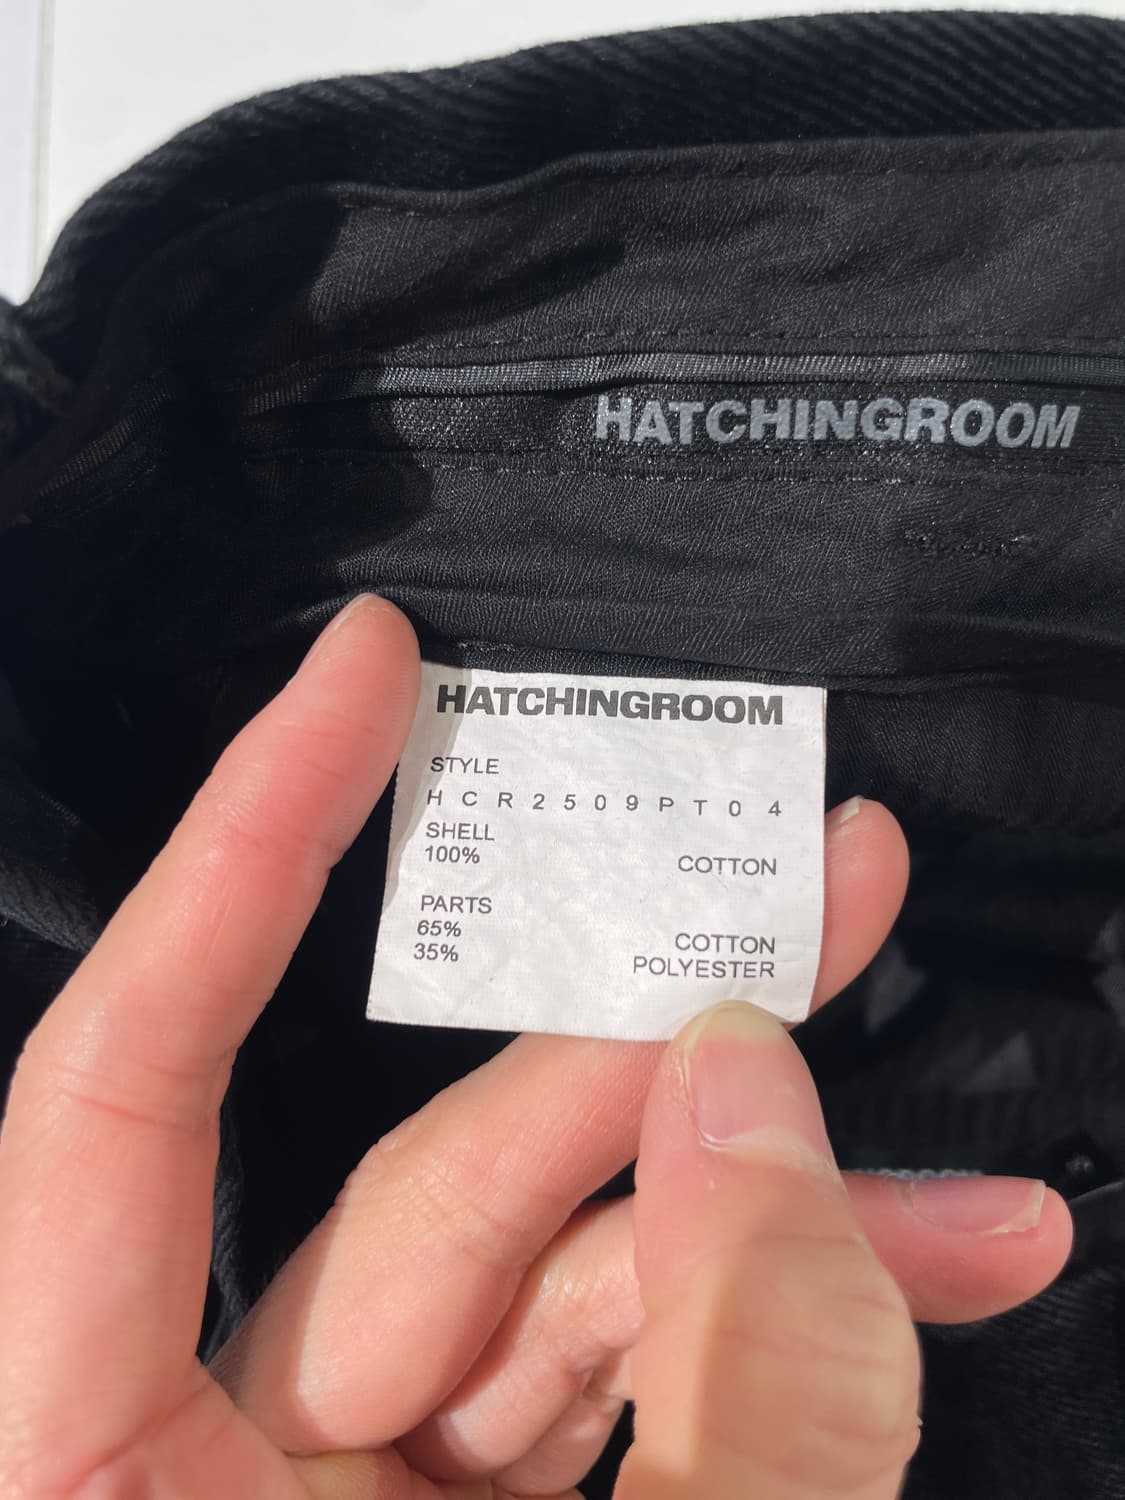 HATCHINGROOM
HATCHINGROOM
STYLE
H C R 2 5 0 9 P T 0 4
SHELL
100% COTTON
PARTS
65% COTTON
35% POLYESTER